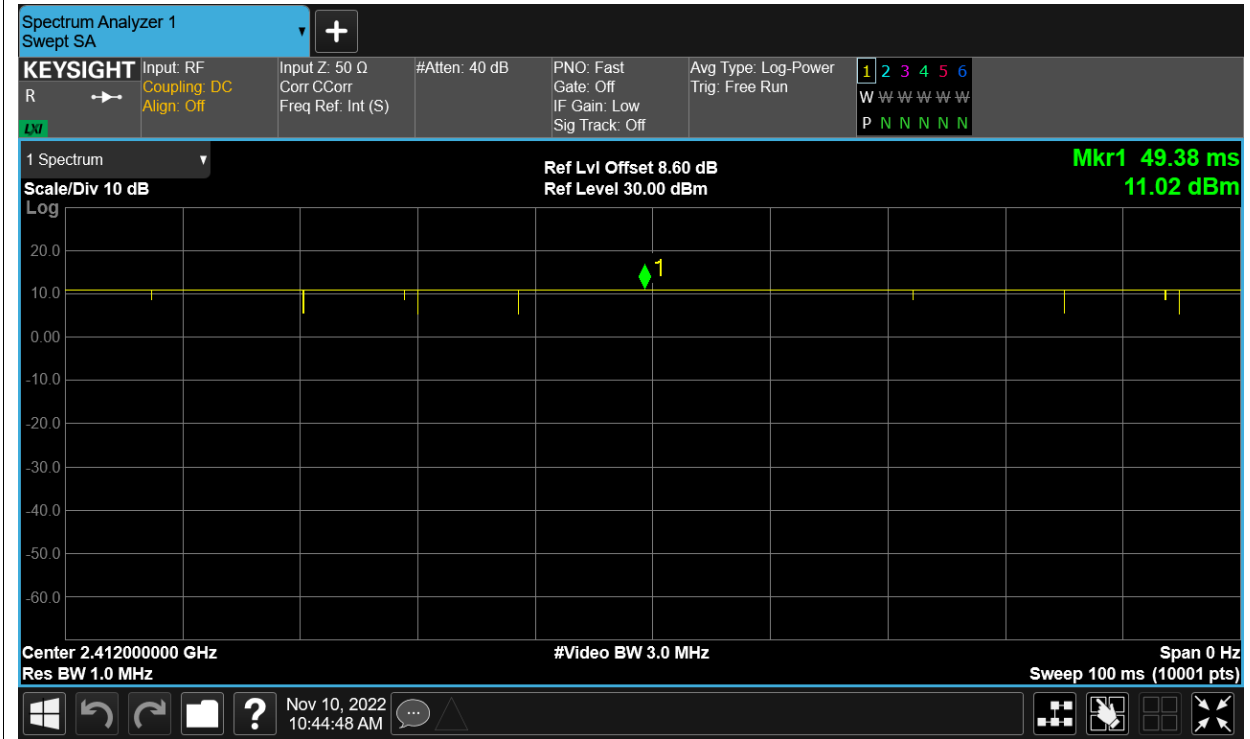 Spectrum Analyzer 1
Swept SA
KEYSIGHT
R
LXI
Input: RF
Coupling: DC
Align: Off
Input Z: 50 Ω
Corr CCorr
Freq Ref: Int (S)
#Atten: 40 dB
PNO: Fast
Gate: Off
IF Gain: Low
Sig Track: Off
Avg Type: Log-Power
Trig: Free Run
1 2 3 4 5 6
W W W W W W
P N N N N N
1 Spectrum
Scale/Div 10 dB
Log
Ref Lvl Offset 8.60 dB
Ref Level 30.00 dBm
Mkr1 49.38 ms
11.02 dBm
20.0
1
10.0
0.00
-10.0
-20.0
-30.0
-40.0
-50.0
-60.0
Center 2.412000000 GHz
#Video BW 3.0 MHz
Span 0 Hz
Res BW 1.0 MHz
Sweep 100 ms (10001 pts)
?
Nov 10, 2022
10:44:48 AM